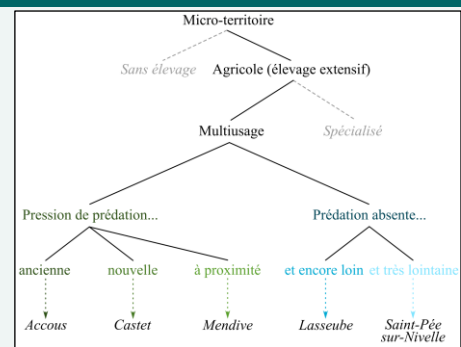 Micro-territoire
Sans élevage
Agricole (élevage extensif)
Multiusage
Spécialisé
Pression de prédation...
Prédation absente...
ancienne
nouvelle
à proximité
et encore loin
et très lointaine
Accous
Castet
Mendive
Lasseube
Saint-Pée
sur-Nivelle